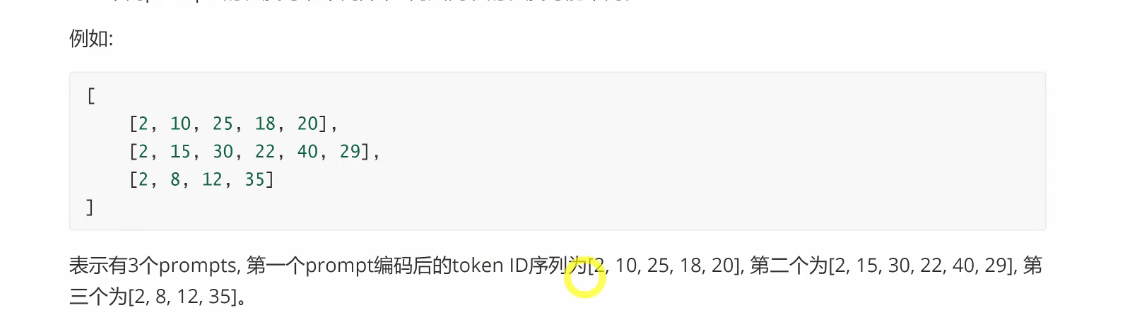 例如:
[
[2, 10, 25, 18, 20],
[2, 15, 30, 22, 40, 29],
[2, 8, 12, 35]
]
表示有3个prompts, 第一个prompt编码后的token ID序列为[2, 10, 25, 18, 20], 第二个为[2, 15, 30, 22, 40, 29], 第
三个为[2, 8, 12, 35]。